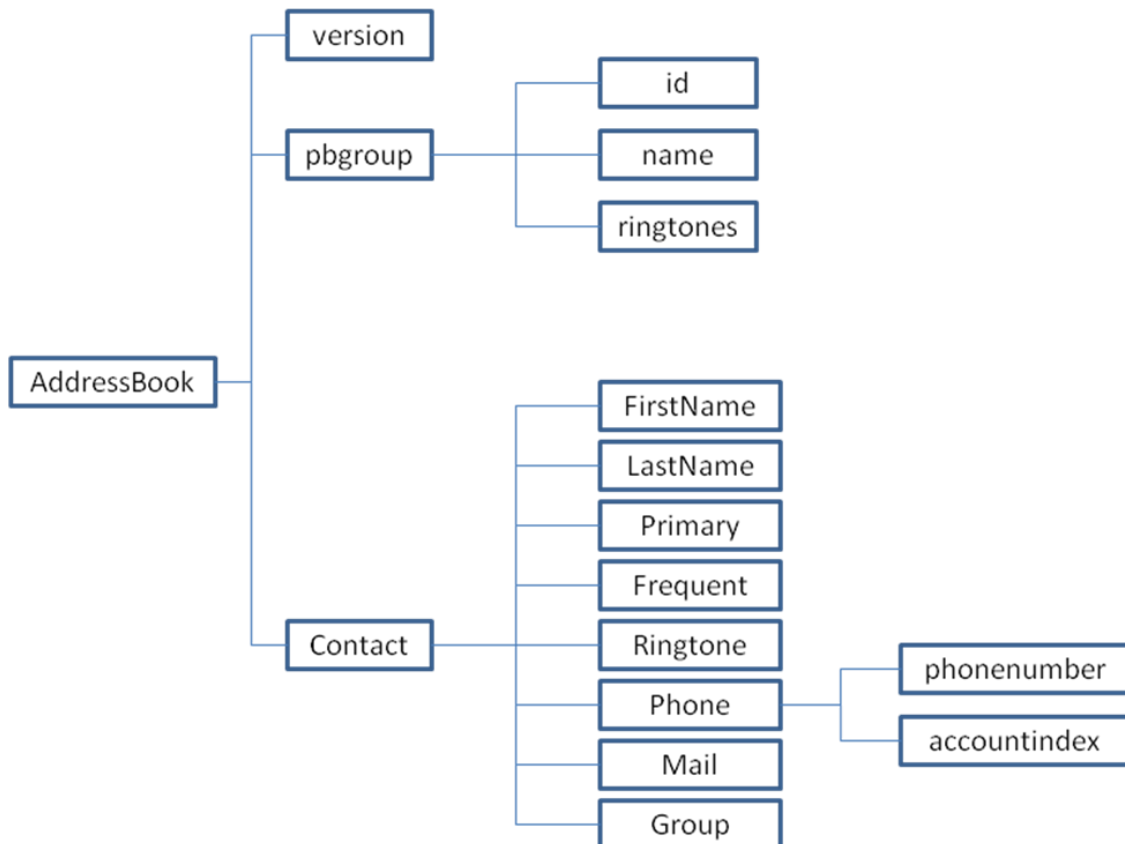 version
pbgroup
id
name
ringtones
AddressBook
Contact
FirstName
LastName
Primary
Frequent
Ringtone
Phone
phonenumber
accountindex
Mail
Group